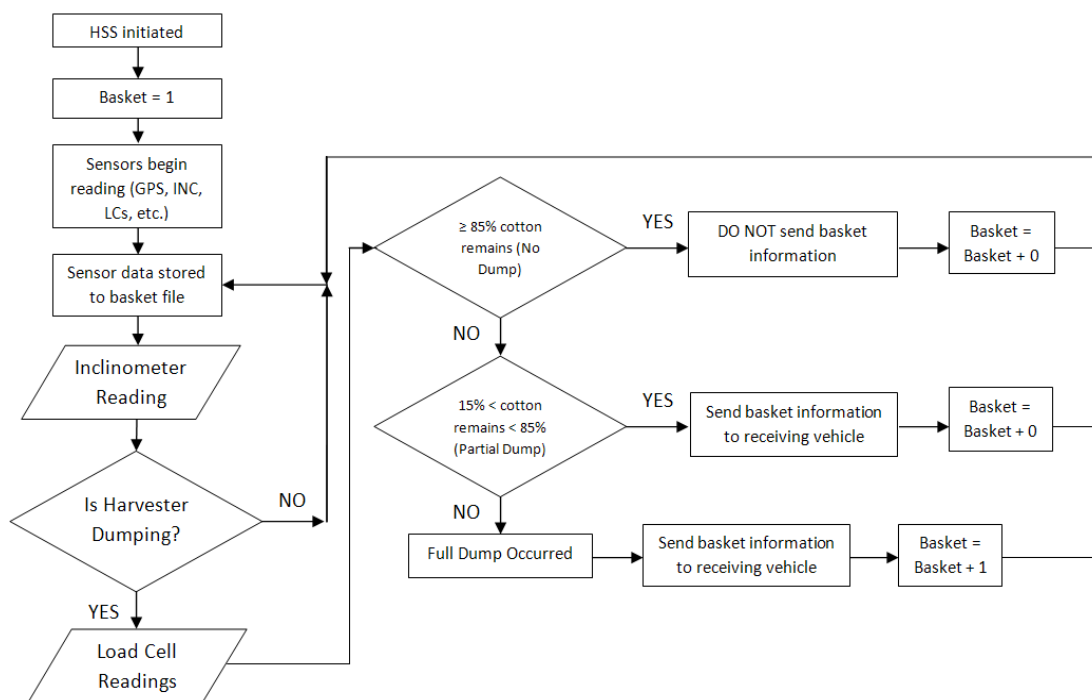 HSS initiated
Basket = 1
Sensors begin
reading (GPS, INC,
LCs, etc.)
Sensor data stored
to basket file
Inclinometer
Reading
Is Harvester
Dumping?
NO
YES
Load Cell
Readings
≥ 85% cotton
remains (No
Dump)
YES
DO NOT send basket
information
Basket =
Basket + 0
NO
15% < cotton
remains < 85%
(Partial Dump)
YES
Send basket information
to receiving vehicle
Basket =
Basket + 0
NO
Full Dump Occurred
Send basket information
to receiving vehicle
Basket =
Basket + 1